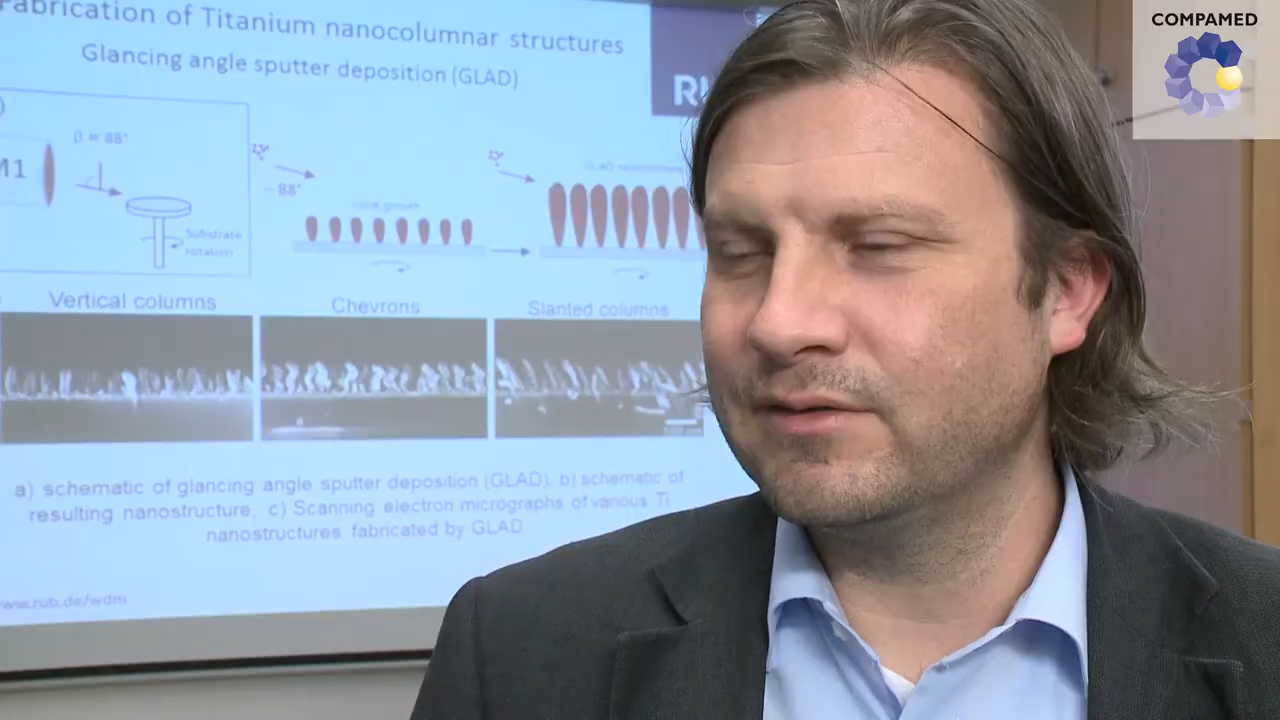 Fabrication of Titanium nanocolumnar structures
Glancing angle sputter deposition (GLAD)
COMPAMED
RU
β = 88°
M1
Substrate
rotation
88°
Vertical columns
Chevrons
Slanted columns
a) schematic of glancing angle sputter deposition (GLAD), b) schematic of
resulting nanostructure, c) Scanning electron micrographs of various Ti
nanostructures fabricated by GLAD
www.rub.de/wdm